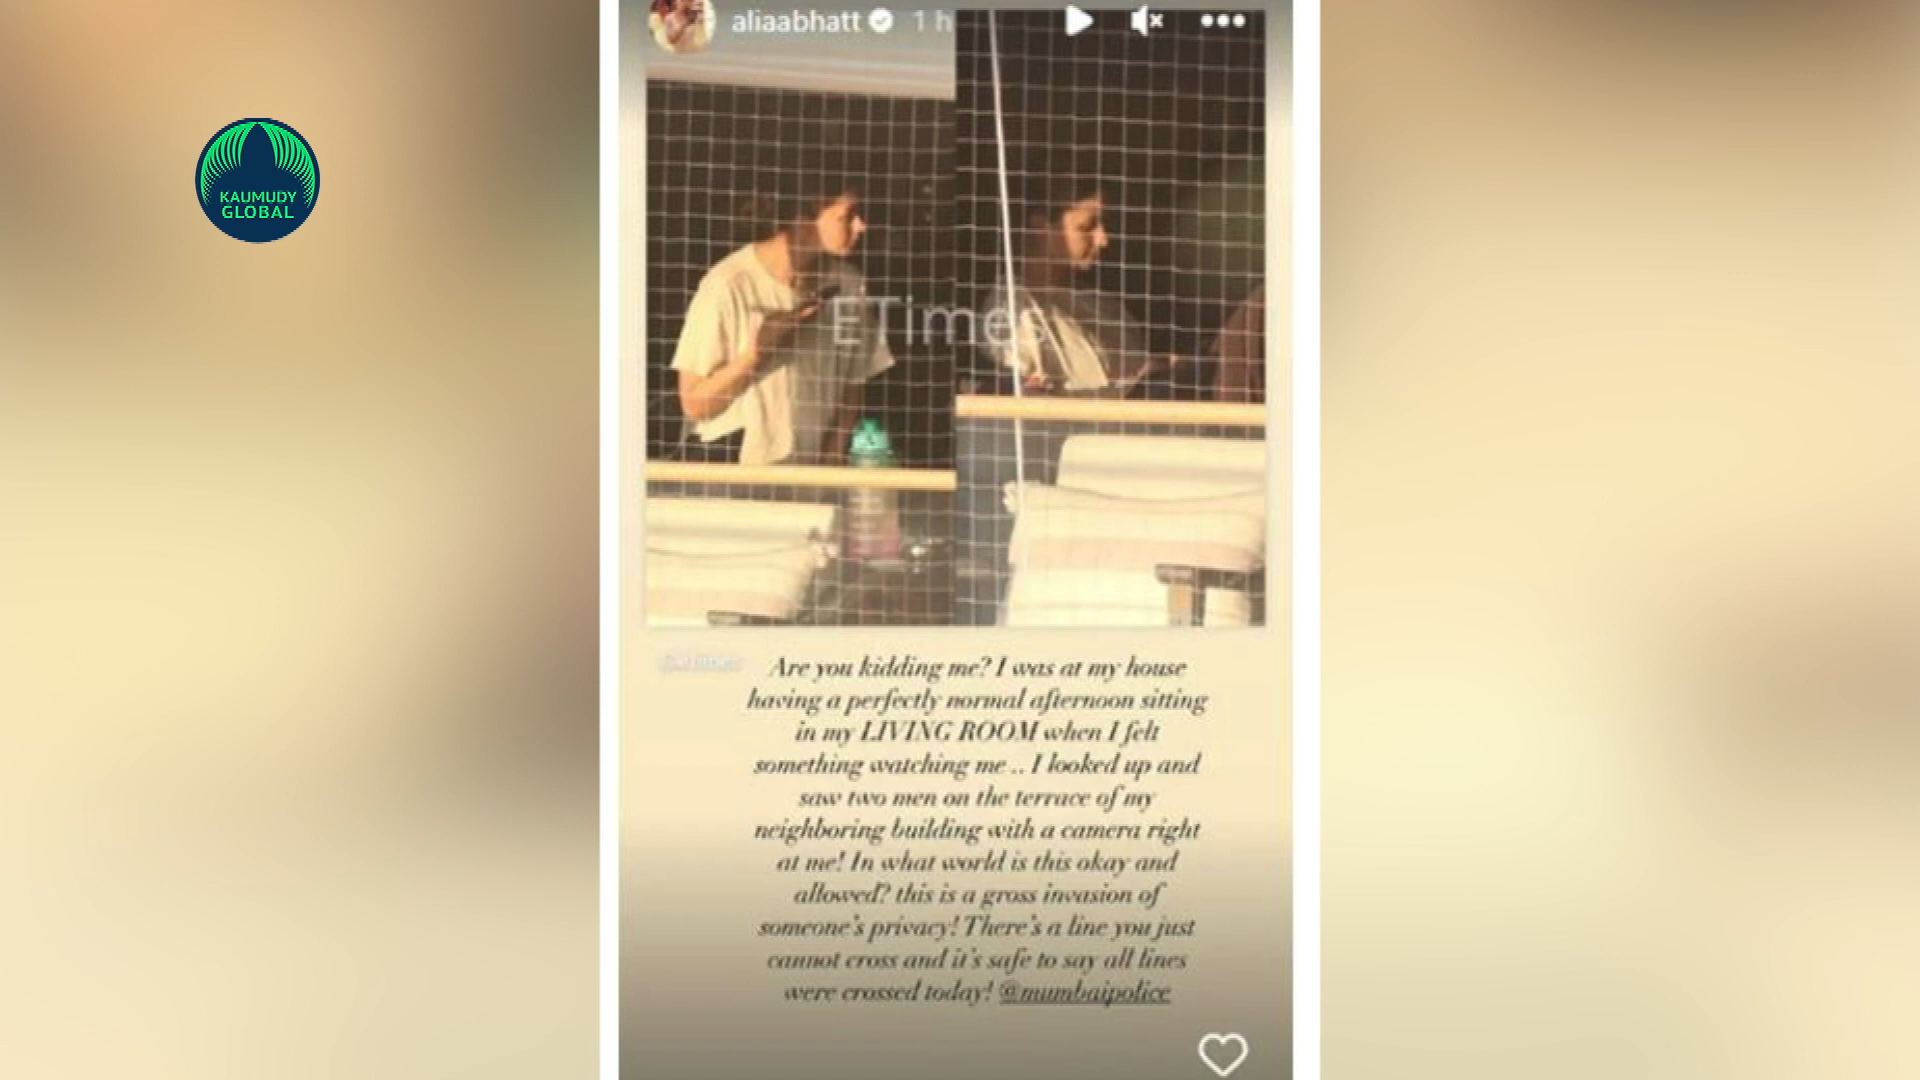 aliaabhatt 1 h
KAUMUDY
GLOBAL
ETimes
Are you kidding me? I was at my house
having a perfectly normal afternoon sitting
in my LIVING ROOM when I felt
something watching me .. I looked up and
saw two men on the terrace of my
neighboring building with a camera right
at me! In what world is this okay and
allowed? this is a gross invasion of
someone's privacy! There's a line you just
cannot cross and it's safe to say all lines
were crossed today! @mumbaipolice